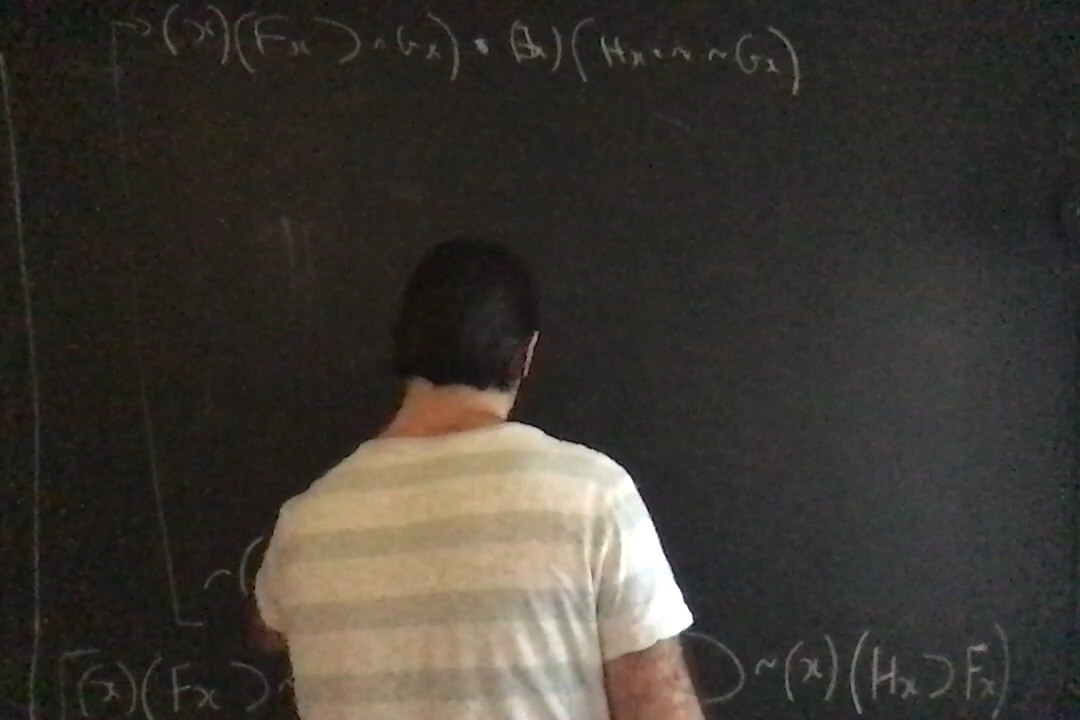 (x)(Fx ⊃ ~Gx) • (∃x)(Hx • ~ ~Gx)
~(
[(x)(Fx ⊃ ~ ⊃ ~(x)(Hx ⊃ Fx)